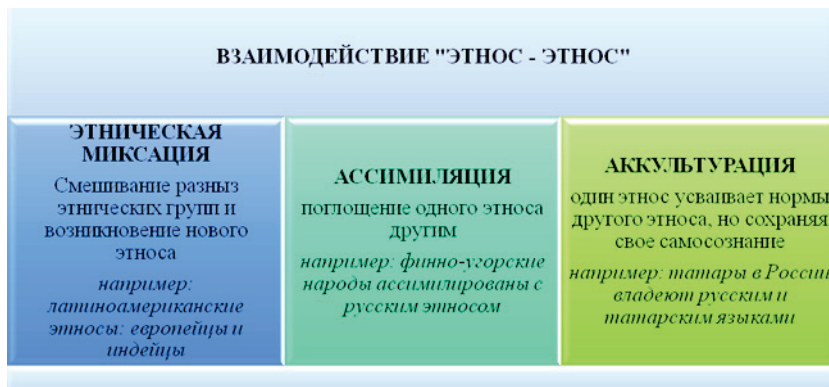 ВЗАИМОДЕЙСТВИЕ "ЭТНОС - ЭТНОС"
ЭТНИЧЕСКАЯ
МИКСАЦИЯ
Смешивание разныз
этнических групп и
возникновение нового
этноса
например:
латиноамериканские
этносы: европейцы и
индейцы
АССИМИЛЯЦИЯ
поглощение одного этноса
другим
например: финно-угорские
народы ассимилированы с
русским этносом
АККУЛЬТУРАЦИЯ
один этнос усваивает нормы
другого этноса, но сохраняя
свое самосознание
например: татары в России
владеют русским и
татарским языками